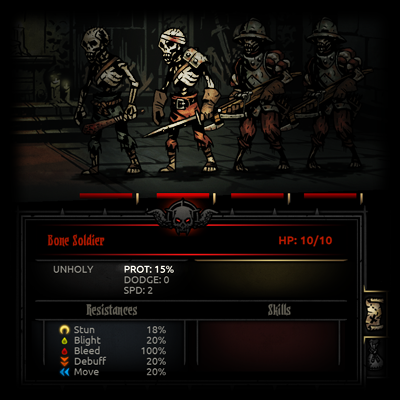 Bone Soldier HP: 10/10
UNHOLY PROT: 15%
DODGE: 0
SPD: 2
Resistances Skills
Stun 18%
Blight 20%
Bleed 100%
Debuff 20%
Move 20%